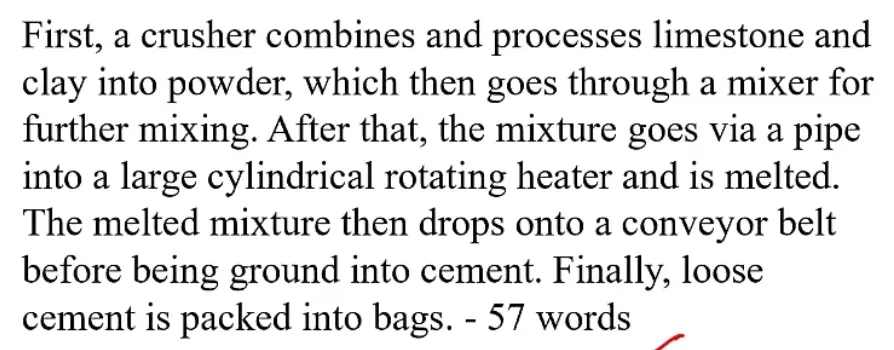 First, a crusher combines and processes limestone and
clay into powder, which then goes through a mixer for
further mixing. After that, the mixture goes via a pipe
into a large cylindrical rotating heater and is melted.
The melted mixture then drops onto a conveyor belt
before being ground into cement. Finally, loose
cement is packed into bags. - 57 words